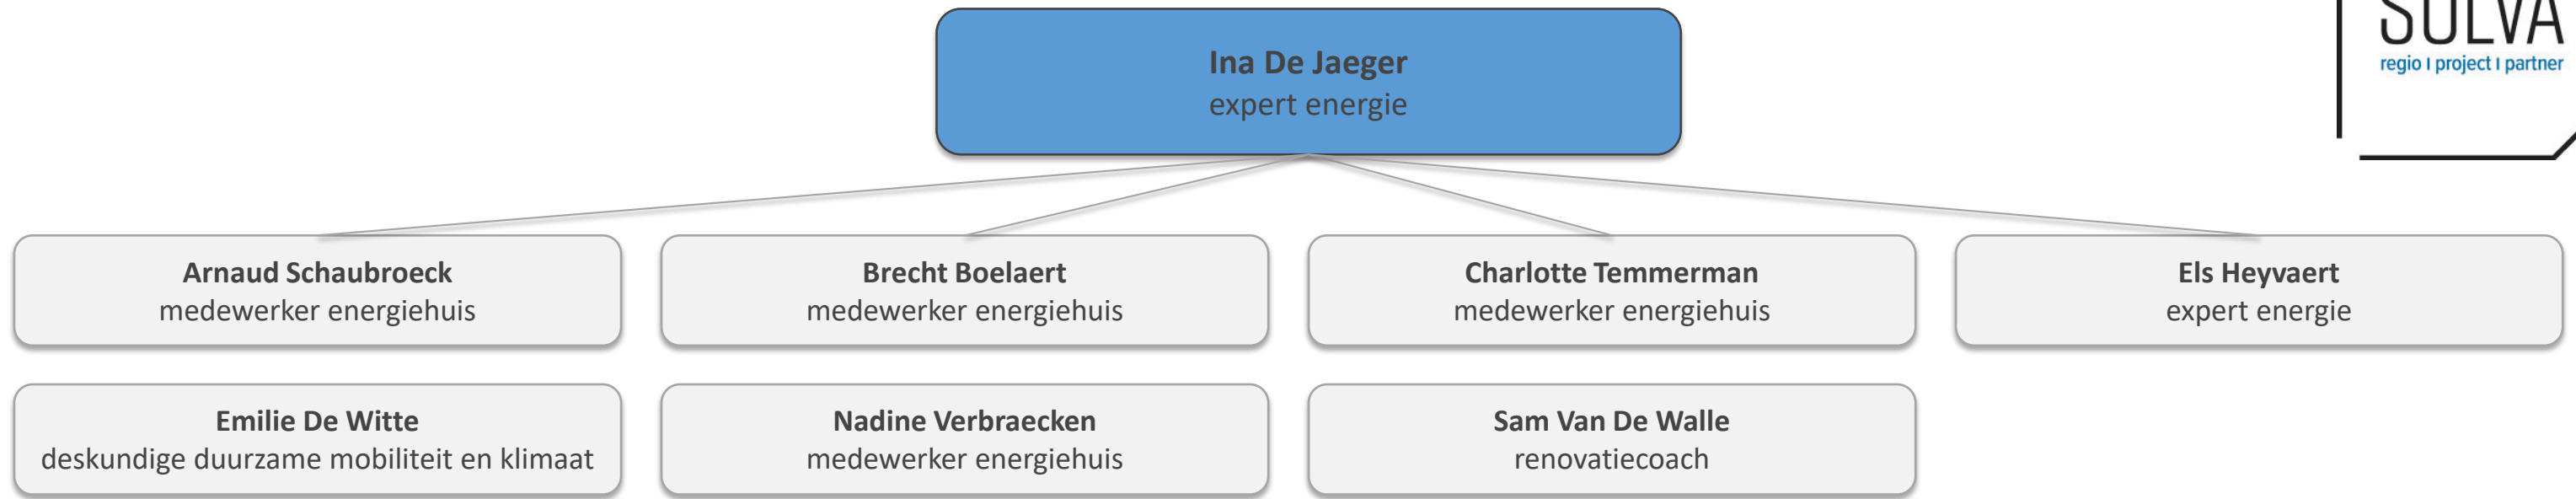 SOLVA
regio I project I partner
Ina De Jaeger
expert energie
Arnaud Schaubroeck
medewerker energiehuis
Brecht Boelaert
medewerker energiehuis
Charlotte Temmerman
medewerker energiehuis
Els Heyvaert
expert energie
Emilie De Witte
deskundige duurzame mobiliteit en klimaat
Nadine Verbraecken
medewerker energiehuis
Sam Van De Walle
renovatiecoach